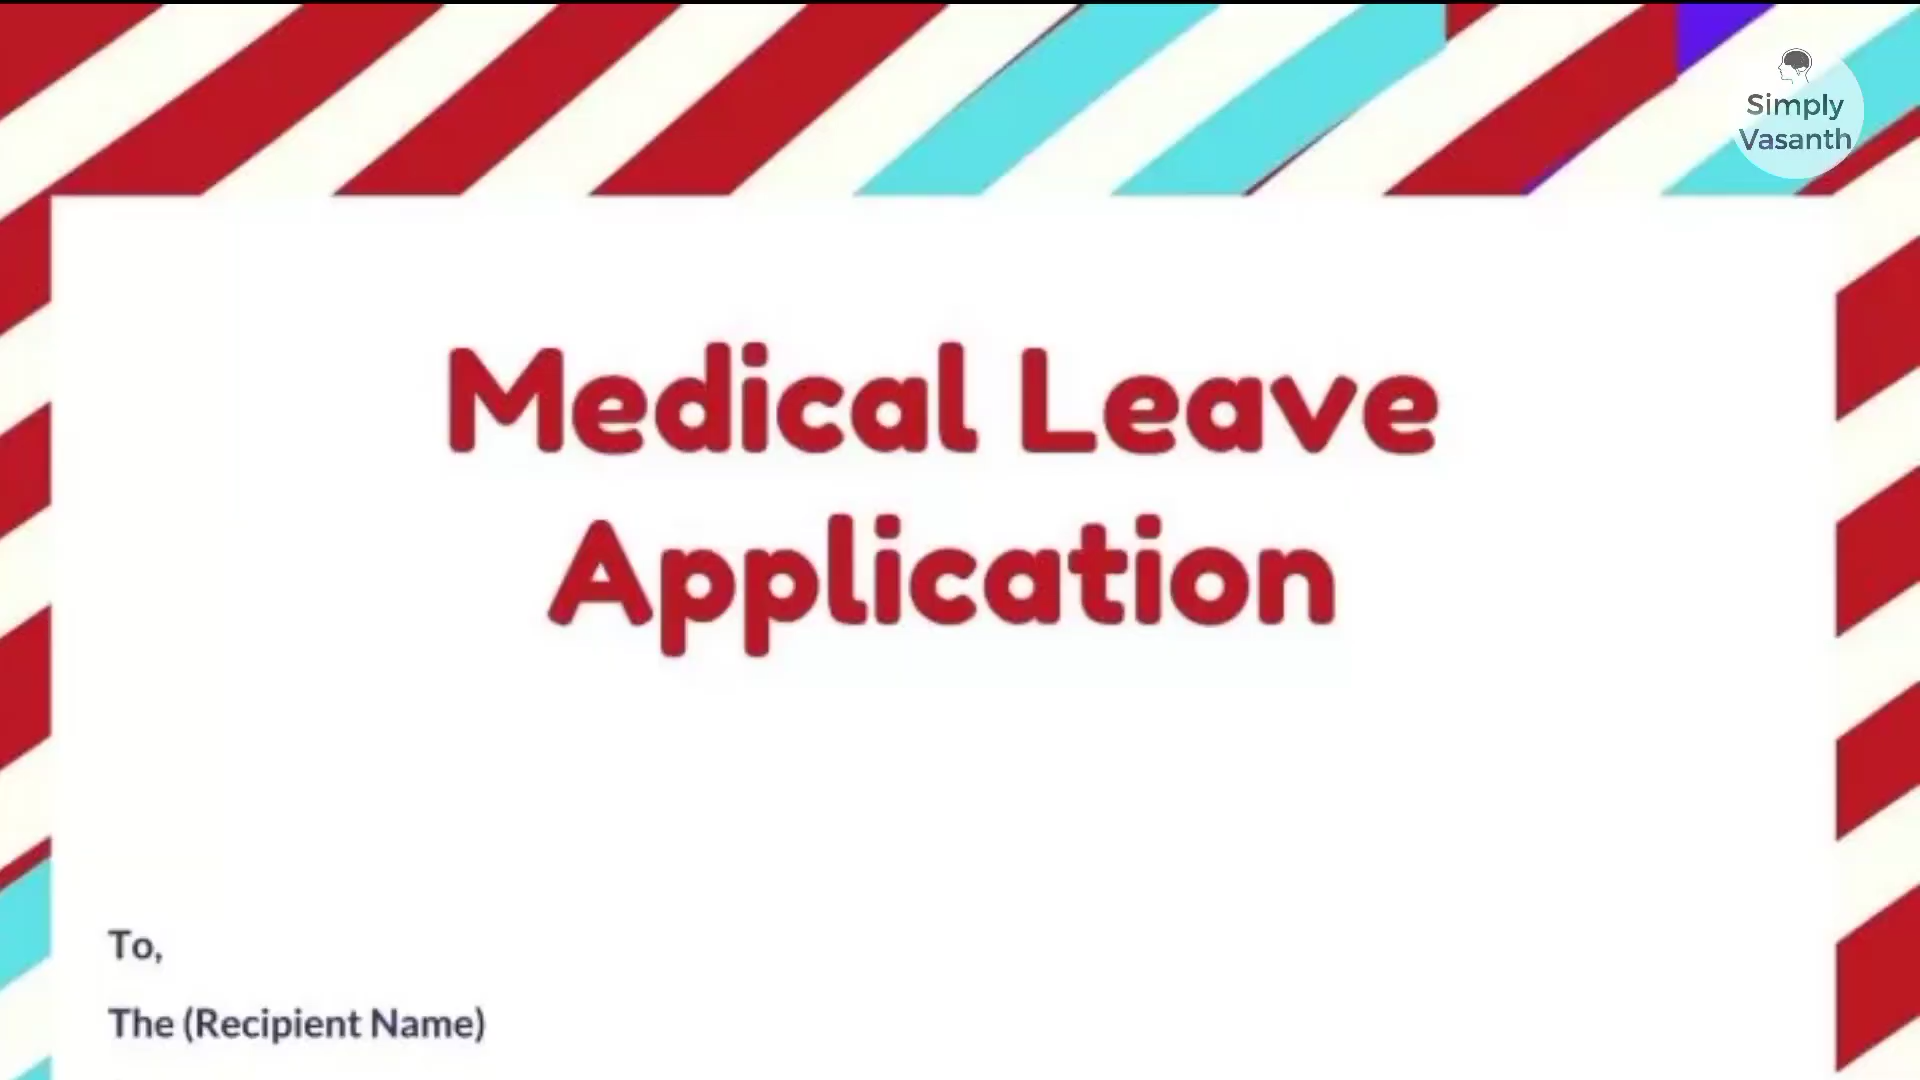 Simply
Vasanth
Medical Leave
Application
To,
The (Recipient Name)